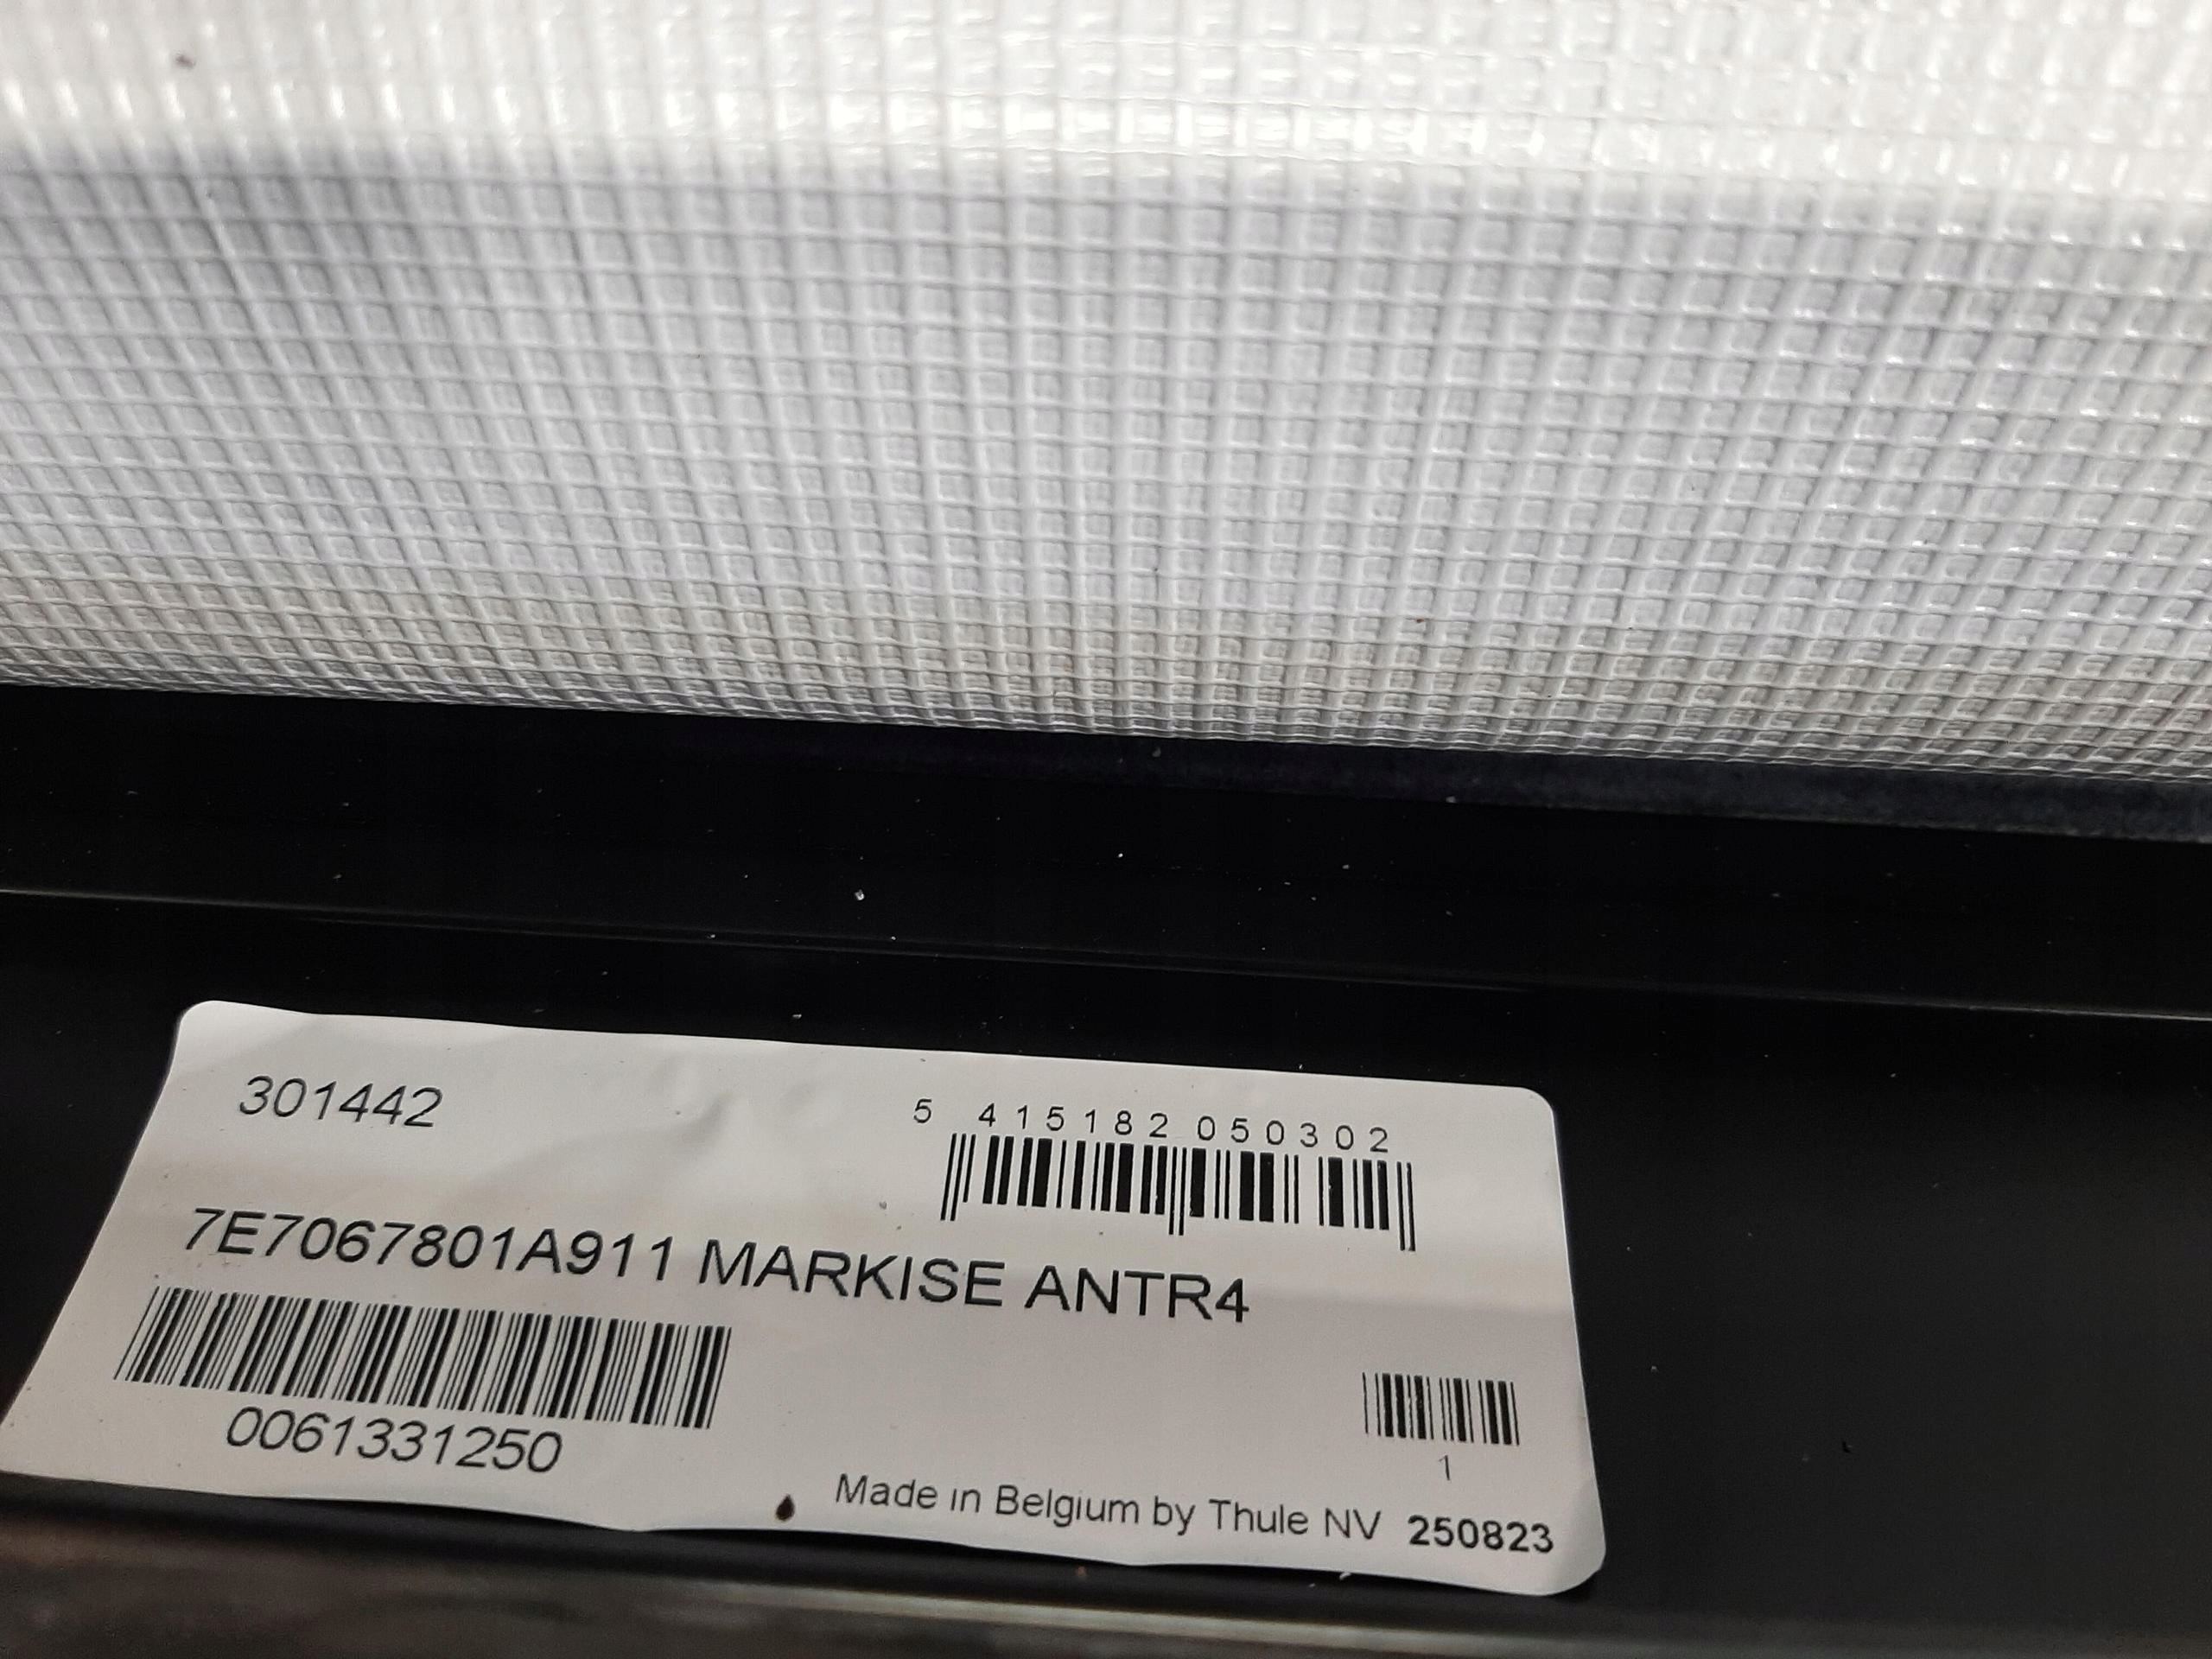 301442
5 415182 050302
7E7067801A911 MARKISE ANTR4
0061331250
1
Made in Belgium by Thule NV 250823